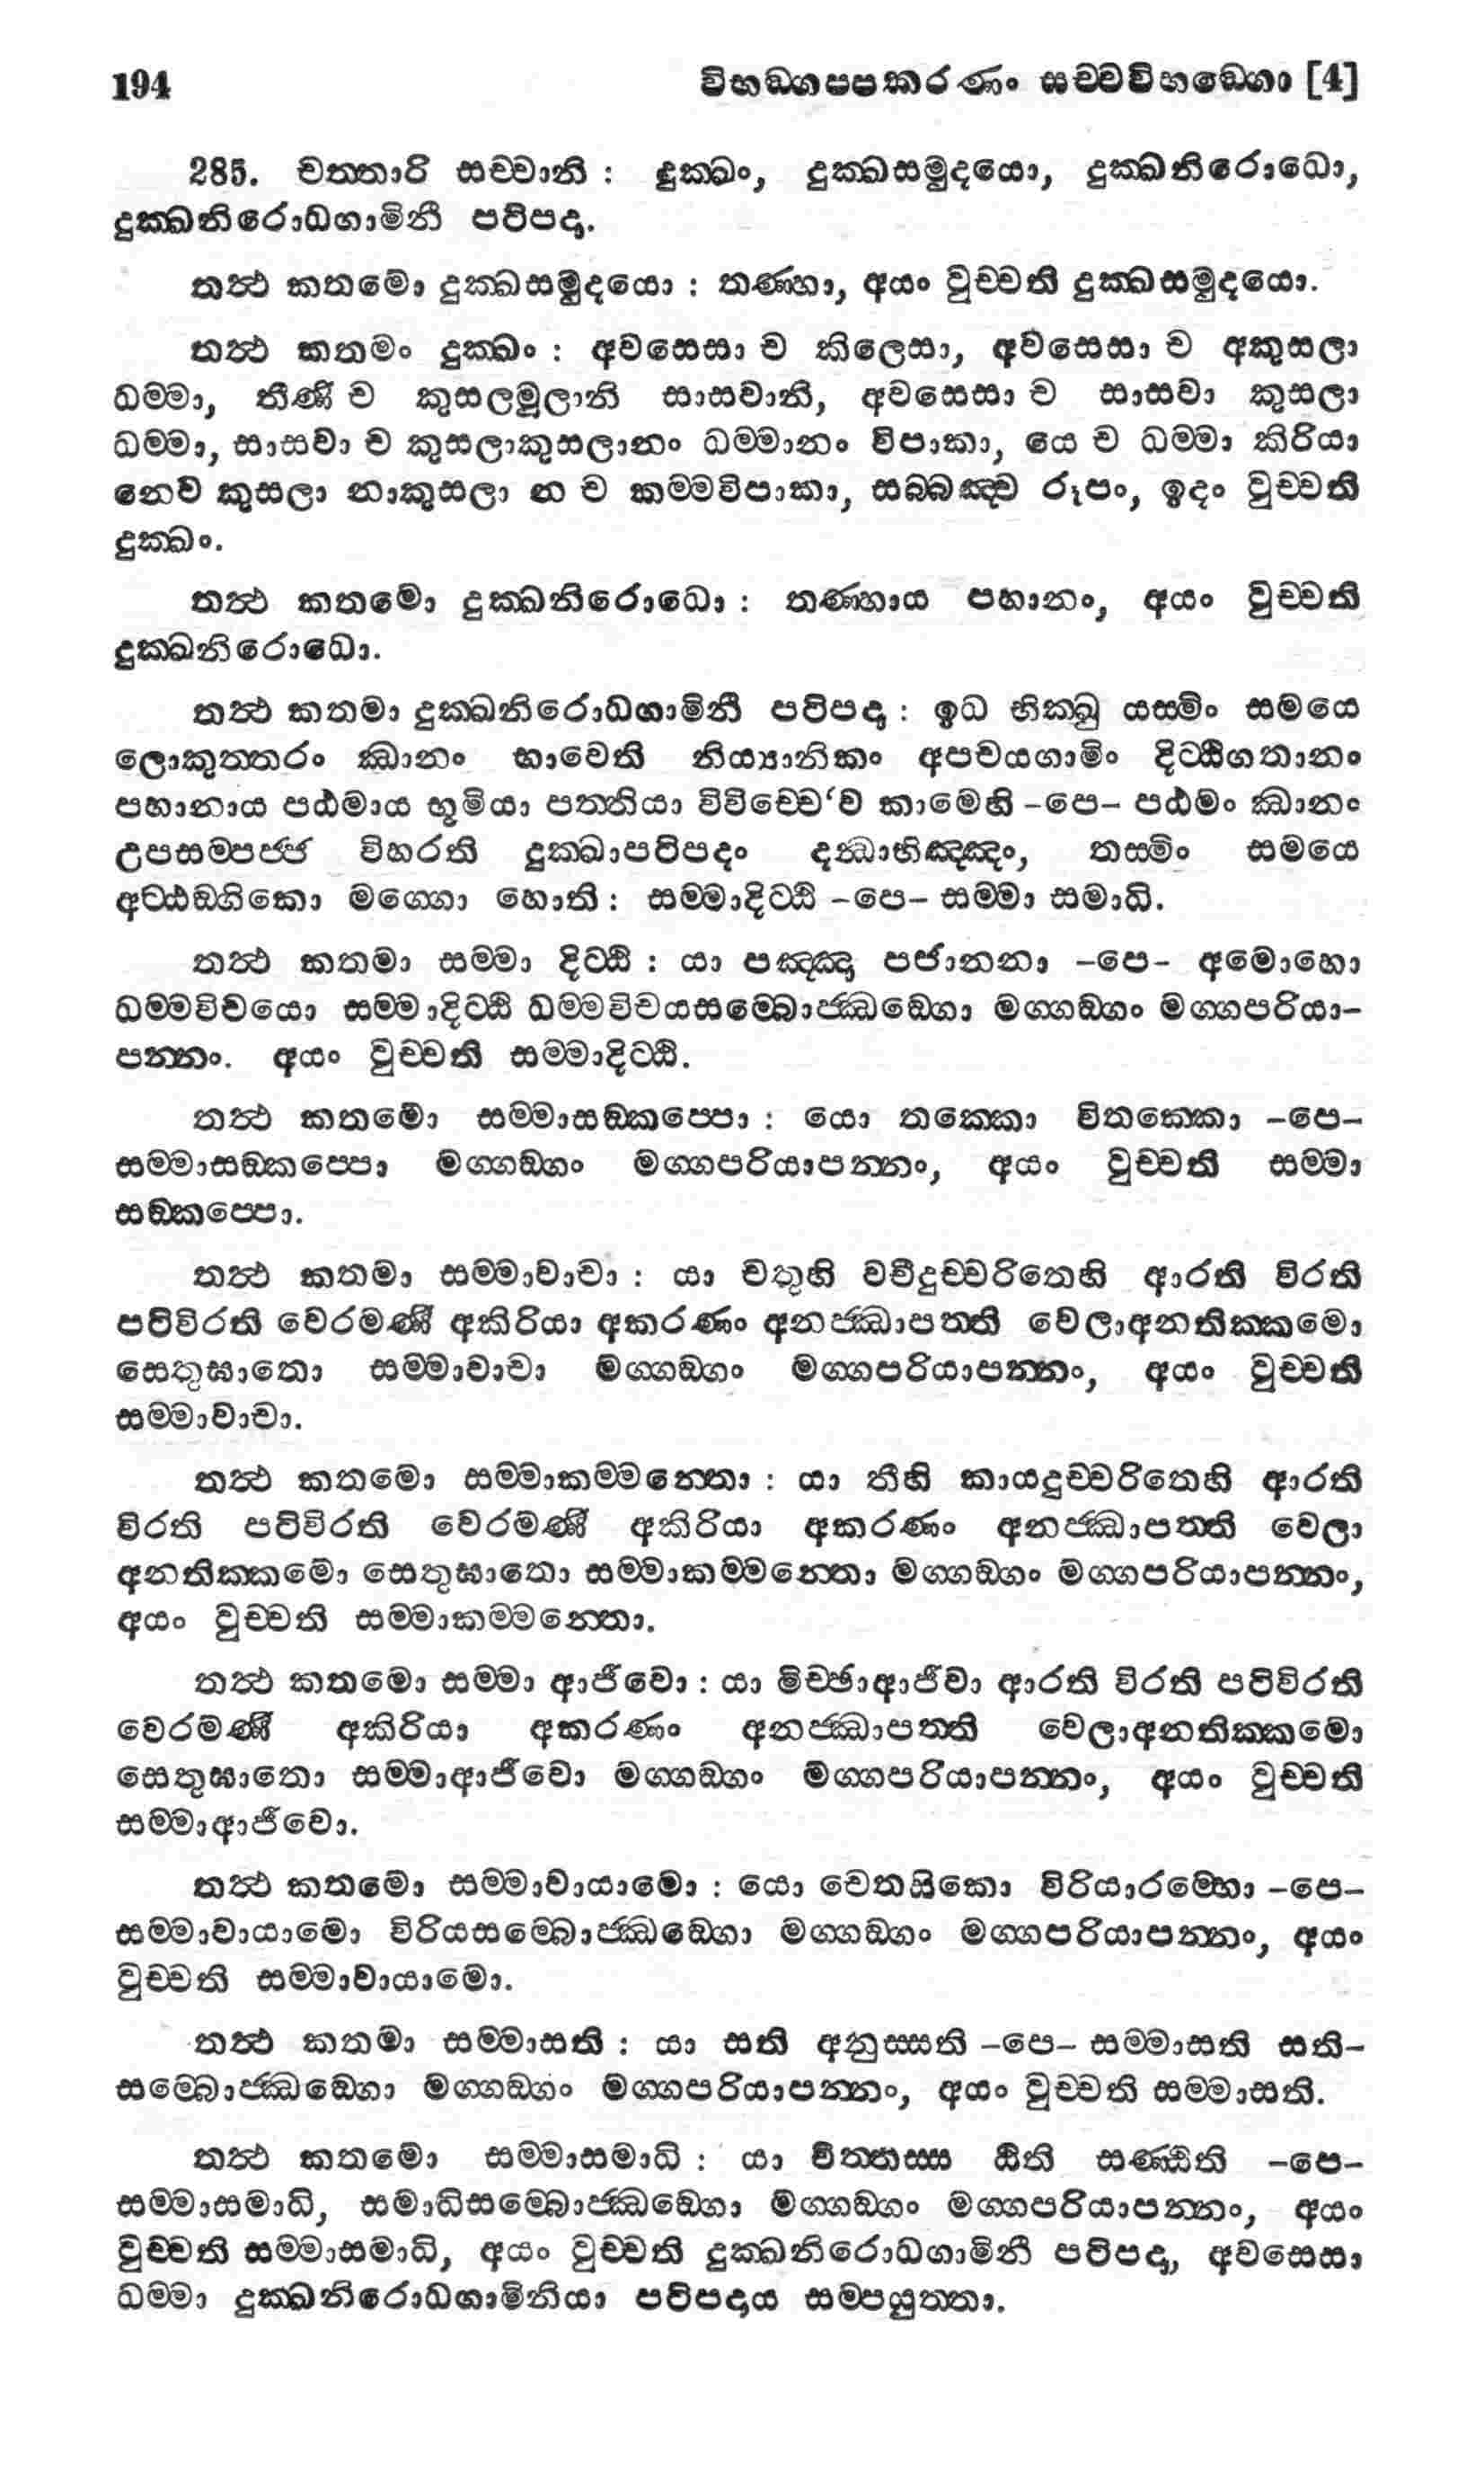 194 විභඞ්ගපපකරණං සච්චවිභඞ්ගො [4]
285. චත්තාරි සච්චානි : දුක්ඛං, දුක්ඛසමුදයො, දුක්ඛනිරොධො,
දුක්ඛනිරොධගාමිනී පටිපදා.
තත්ථ කතමො දුක්ඛසමුදයො : තණ්හා, අයං වුච්චති දුක්ඛසමුදයො.
තත්ථ කතමං දුක්ඛං : අවසෙසා ච කිලෙසා, අවසෙසා ච අකුසලා
ධම්මා, තීණි ච කුසලමූලානි සාසවානි, අවසෙසා ච සාසවා කුසලා
ධම්මා, සාසවා ච කුසලාකුසලානං ධම්මානං විපාකා, යෙ ච ධම්මා කිරියා
නෙව කුසලා නාකුසලා න ච කම්මවිපාකා, සබ්බඤ්ච රූපං, ඉදං වුච්චති
දුක්ඛං.
තත්ථ කතමො දුක්ඛනිරොධො : තණ්හාය පහානං, අයං වුච්චති
දුක්ඛනිරොධො.
තත්ථ කතමා දුක්ඛනිරොධගාමිනී පටිපදා : ඉධ භික්ඛු යස්මිං සමයෙ
ලොකුත්තරං ඣානං භාවෙති නිය්‍යානිකං අපචයගාමිං දිට්ඨිගතානං
පහානාය පඨමාය භූමියා පත්තියා විවිච්චෙ‘ව කාමෙහි -පෙ- පඨමං ඣානං
උපසම්පජ්ජ විහරති දුක්ඛාපටිපදං දන්ධාභිඤ්ඤං, තස්මිං සමයෙ
අට්ඨඞ්ගිකො මග්ගො හොති : සම්මාදිට්ඨි -පෙ- සම්මා සමාධි.
තත්ථ කතමා සම්මා දිට්ඨි : යා පඤ්ඤා පජානනා -පෙ- අමොහො
ධම්මවිචයො සම්මාදිට්ඨි ධම්මවිචයසම්බොජ්ඣඞ්ගො මග්ගඞ්ගං මග්ගපරියා-
පන්නං. අයං වුච්චති සම්මාදිට්ඨි.
තත්ථ කතමො සම්මාසඞ්කප්පො : යො තක්කො විතක්කො -පෙ-
සම්මාසඞ්කප්පො මග්ගඞ්ගං මග්ගපරියාපන්නං, අයං වුච්චති සම්මා
සඞ්කප්පො.
තත්ථ කතමා සම්මාවාචා : යා චතුහි වචීදුච්චරිතෙහි ආරති විරති
පටිවිරති වෙරමණී අකිරියා අකරණං අනජ්ඣාපත්ති වෙලාඅනතික්කමො
සෙතුඝාතො සම්මාවාචා මග්ගඞ්ගං මග්ගපරියාපන්නං, අයං වුච්චති
සම්මාවාචා.
තත්ථ කතමො සම්මාකම්මන්තො : යා තීහි කායදුච්චරිතෙහි ආරති
විරති පටිවිරති වෙරමණී අකිරියා අකරණං අනජ්ඣාපත්ති වෙලා
අනතික්කමො සෙතුඝාතො සම්මාකම්මන්තො මග්ගඞ්ගං මග්ගපරියාපන්නං,
අයං වුච්චති සම්මාකම්මන්තො.
තත්ථ කතමො සම්මා ආජීවො : යා මිච්ඡාආජීවා ආරති විරති පටිවිරති
වෙරමණී අකිරියා අකරණං අනජ්ඣාපත්ති වෙලාඅනතික්කමො
සෙතුඝාතො සම්මාආජීවො මග්ගඞ්ගං මග්ගපරියාපන්නං, අයං වුච්චති
සම්මාආජීවො.
තත්ථ කතමො සම්මාවායාමො : යො චෙතසිකො විරියාරම්භො -පෙ-
සම්මාවායාමො විරියසම්බොජ්ඣඞ්ගො මග්ගඞ්ගං මග්ගපරියාපන්නං, අයං
වුච්චති සම්මාවායාමො.
තත්ථ කතමා සම්මාසති : යා සති අනුස්සති -පෙ- සම්මාසති සති-
සම්බොජ්ඣඞ්ගො මග්ගඞ්ගං මග්ගපරියාපන්නං, අයං වුච්චති සම්මාසති.
තත්ථ කතමො සම්මාසමාධි : යා චිත්තස්ස ඨිති සණ්ඨිති -පෙ-
සම්මාසමාධි, සමාධිසම්බොජ්ඣඞ්ගො මග්ගඞ්ගං මග්ගපරියාපන්නං, අයං
වුච්චති සම්මාසමාධි, අයං වුච්චති දුක්ඛනිරොධගාමිනී පටිපදා, අවසෙසා
ධම්මා දුක්ඛනිරොධගාමිනියා පටිපදාය සම්පයුත්තා.